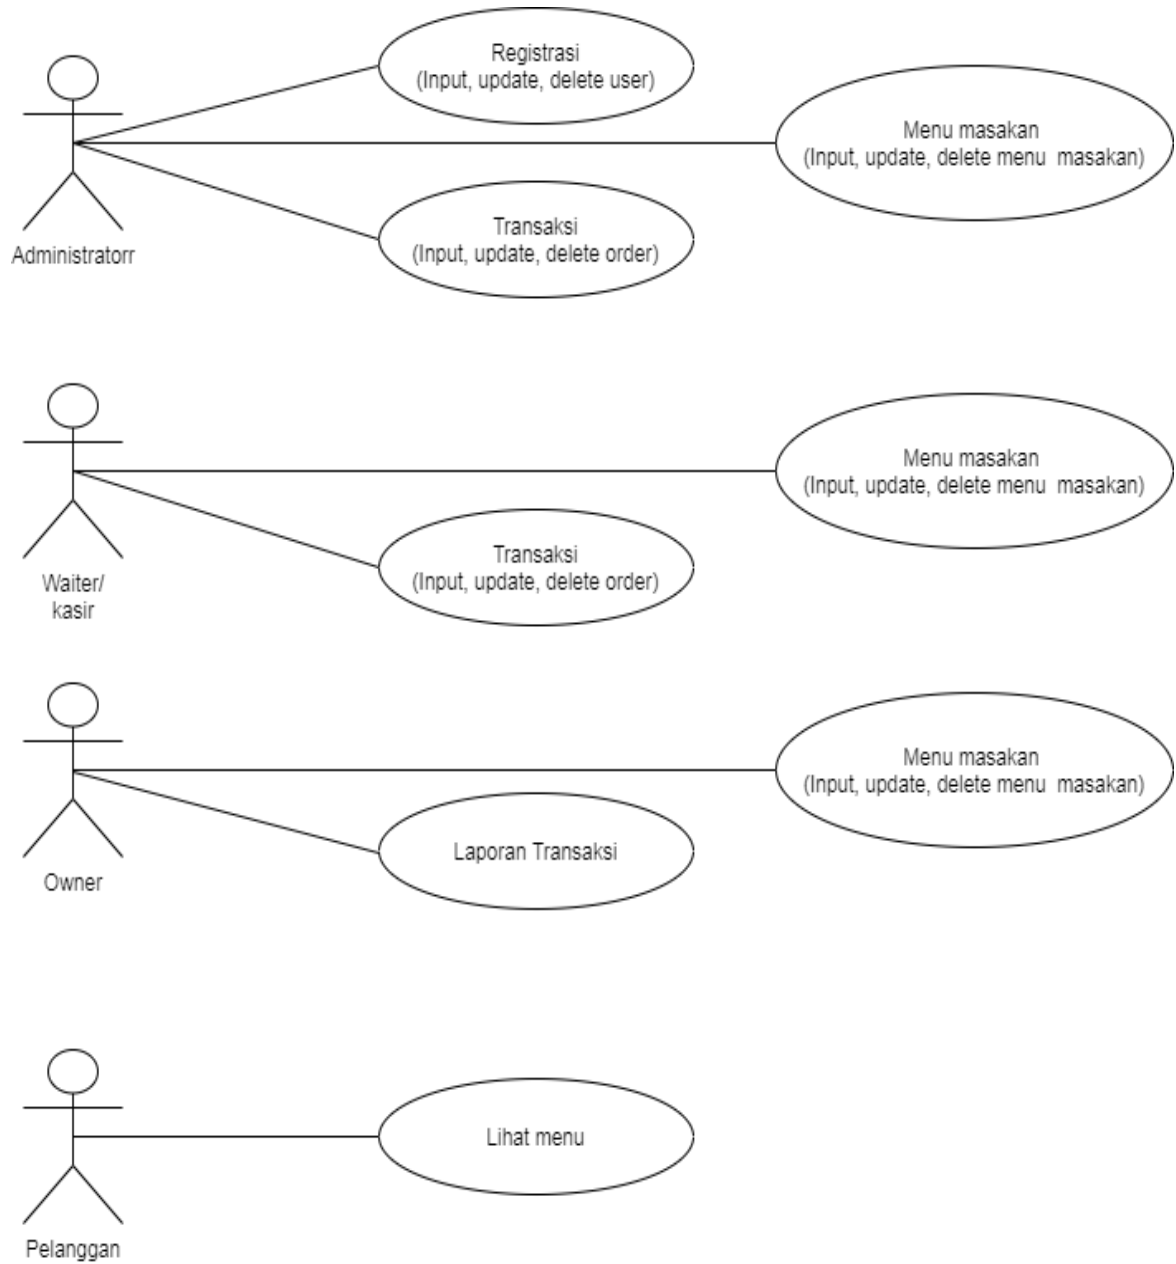 Registrasi
(Input, update, delete user)
Menu masakan
(Input, update, delete menu  masakan)
Transaksi
(Input, update, delete order)
Administratorr
Menu masakan
(Input, update, delete menu  masakan)
Transaksi
(Input, update, delete order)
Waiter/
kasir
Menu masakan
(Input, update, delete menu  masakan)
Laporan Transaksi
Owner
Lihat menu
Pelanggan